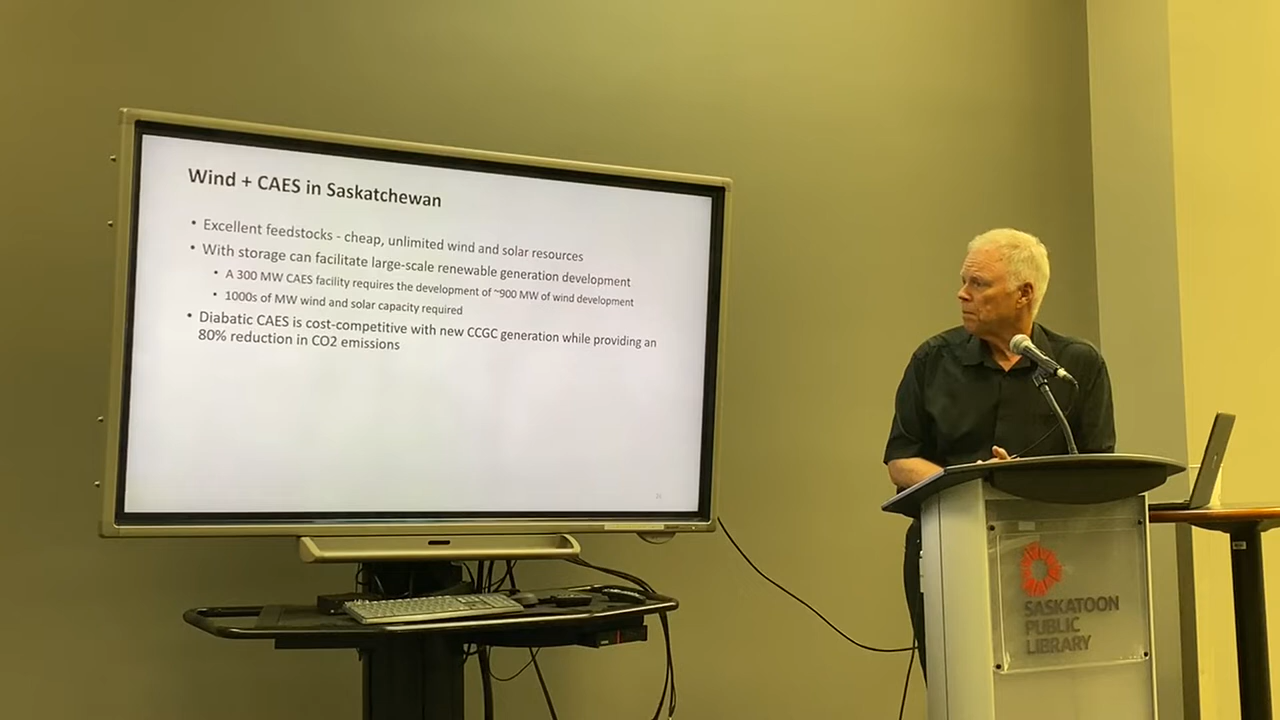 Wind + CAES in Saskatchewan
• Excellent feedstocks - cheap, unlimited wind and solar resources
• With storage can facilitate large-scale renewable generation development
• A 300 MW CAES facility requires the development of ~900 MW of wind development
• 1000s of MW wind and solar capacity required
• Diabatic CAES is cost-competitive with new CCGC generation while providing an
80% reduction in CO2 emissions
SASKATOON
PUBLIC
LIBRARY